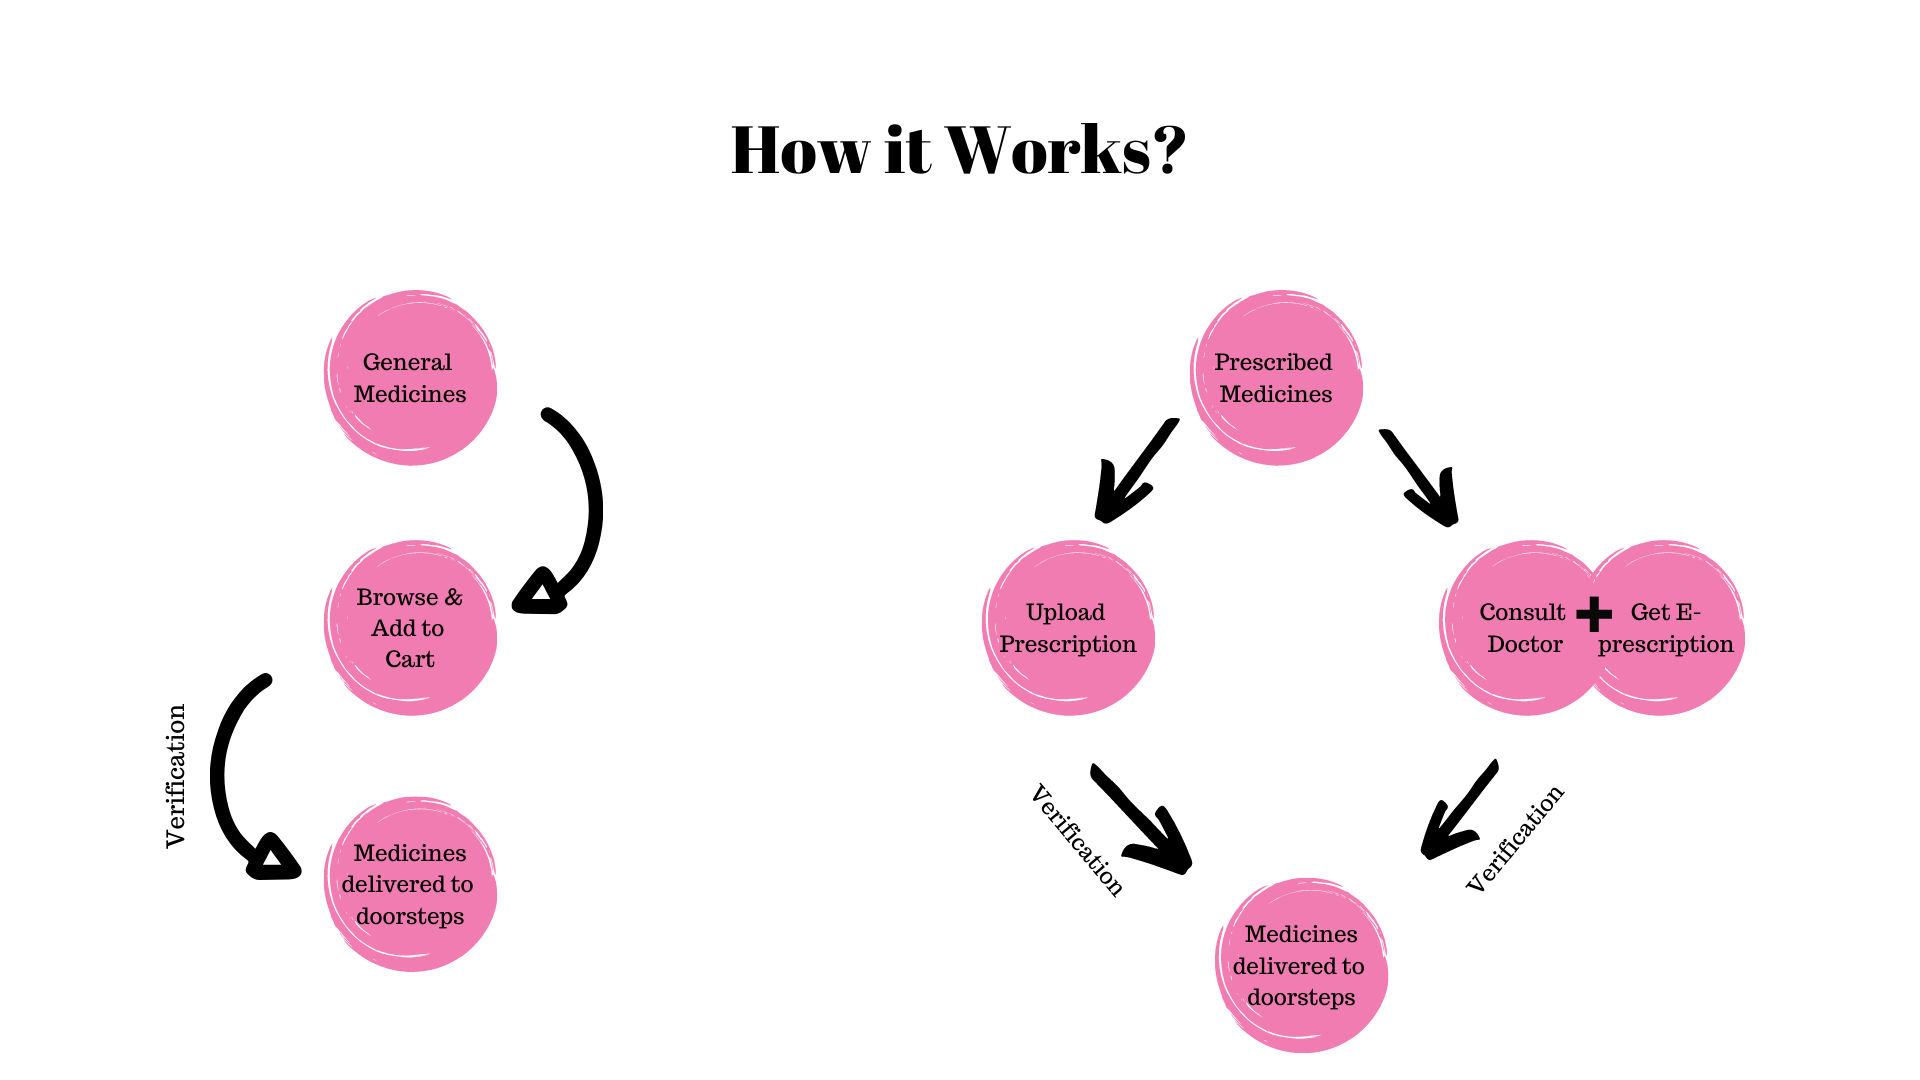 How it Works?
General
Medicines
Browse &
Add to
Cart
Verification
Medicines
delivered to
doorsteps
Prescribed
Medicines
Upload
Prescription
Consult
Doctor
Get E-
prescription
Verification
Verification
Medicines
delivered to
doorsteps